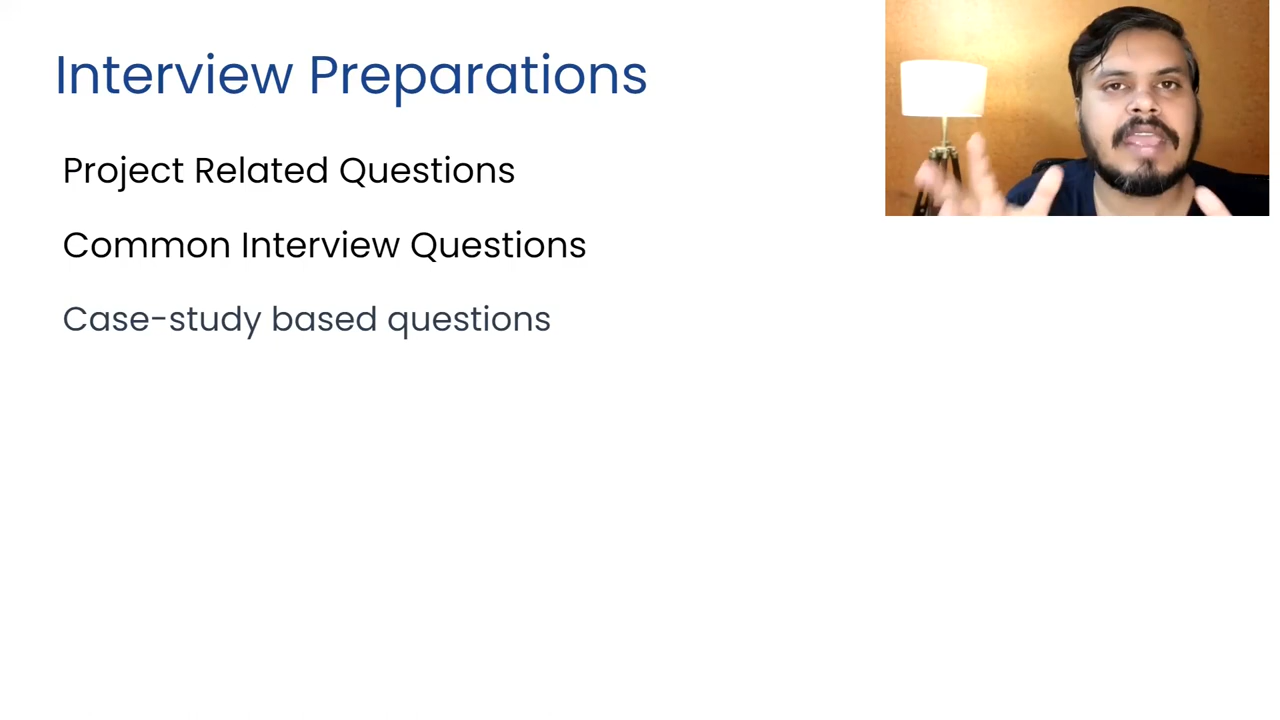 Interview Preparations
Project Related Questions
Common Interview Questions
Case-study based questions